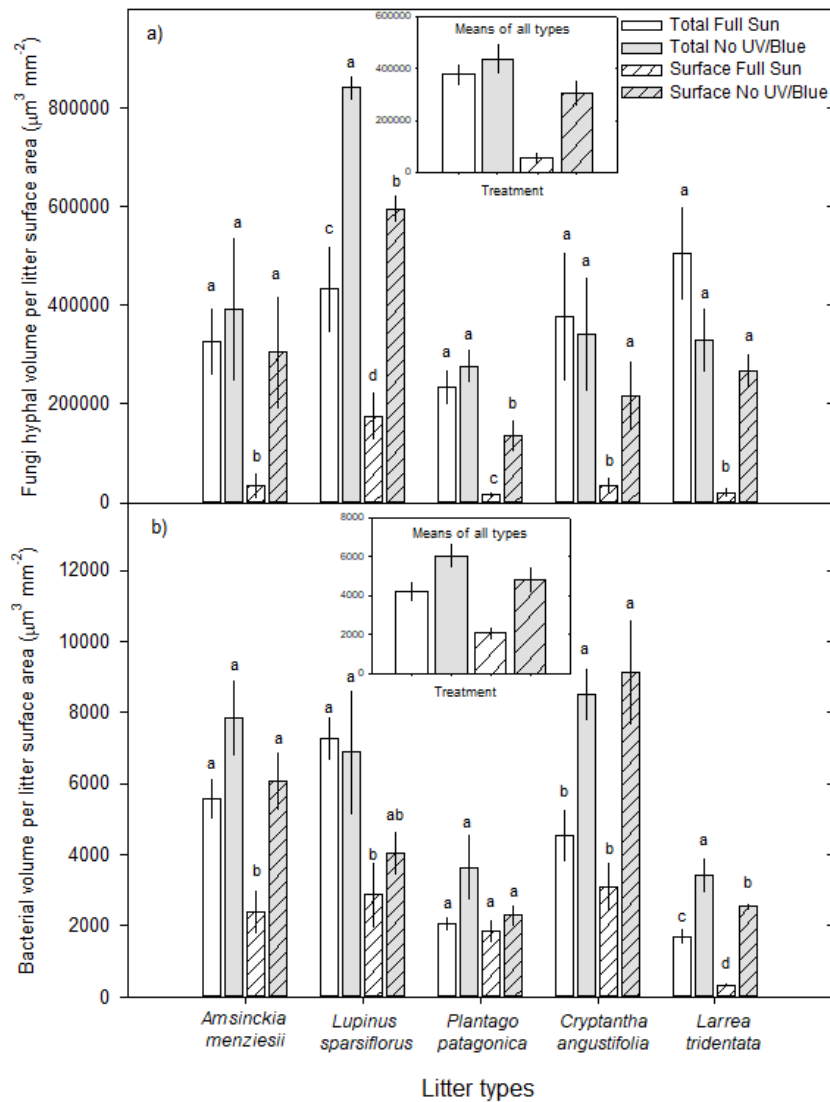 a)
Total Full Sun
Total No UV/Blue
Surface Full Sun
Surface No UV/Blue
Means of all types
600000
400000
200000
0
Treatment
Fungi hyphal volume per litter surface area (μm³ mm⁻²)
800000
600000
400000
200000
0
a
a
b
a
c
a
d
b
a
a
c
b
a
a
b
a
a
a
b
a
b)
Means of all types
8000
6000
4000
2000
0
Treatment
Bacterial volume per litter surface area (μm³ mm⁻²)
12000
10000
8000
6000
4000
2000
0
a
a
b
a
a
a
b
ab
a
a
a
a
b
a
b
a
c
a
d
b
Amsinckia
menziesii
Lupinus
sparsiflorus
Plantago
patagonica
Cryptantha
angustifolia
Larrea
tridentata
Litter types